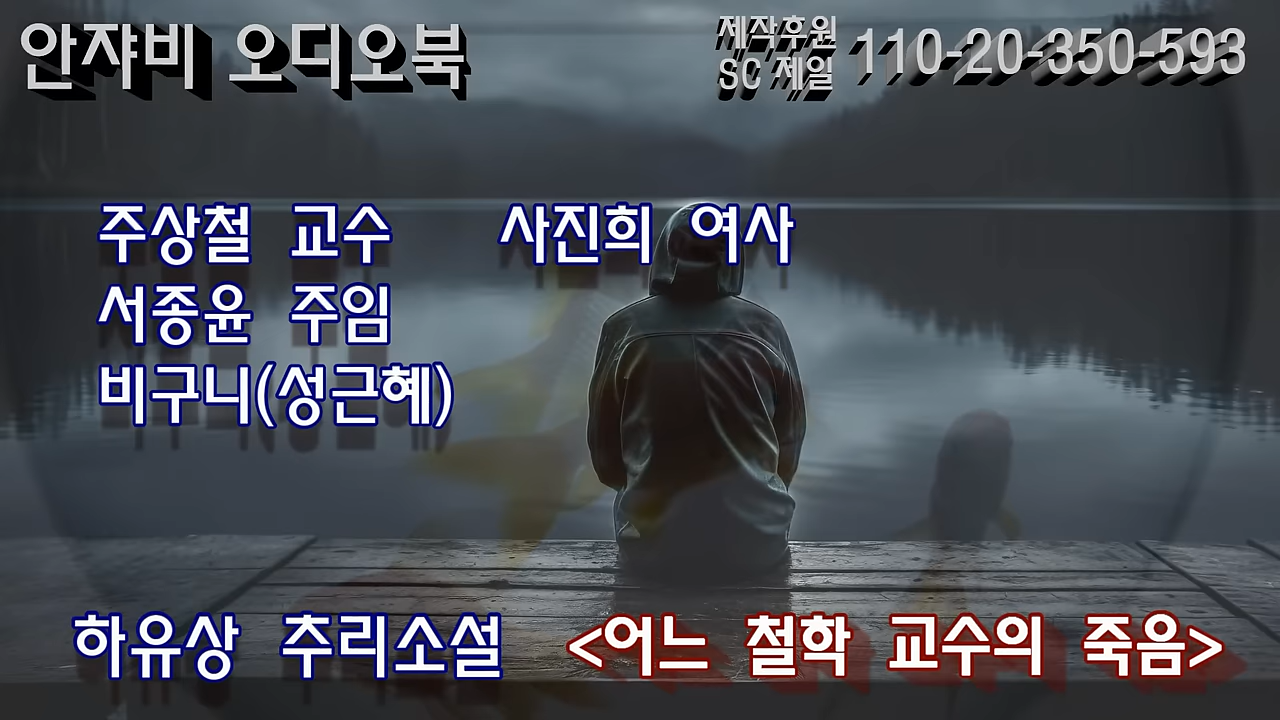 안쟈비 오디오북
제작후원
SC 제일
110-20-350-593
주상철 교수 사진희 여사
서종윤 주임
비구니(성근혜)
하유상 추리소설 <어느 철학 교수의 죽음>